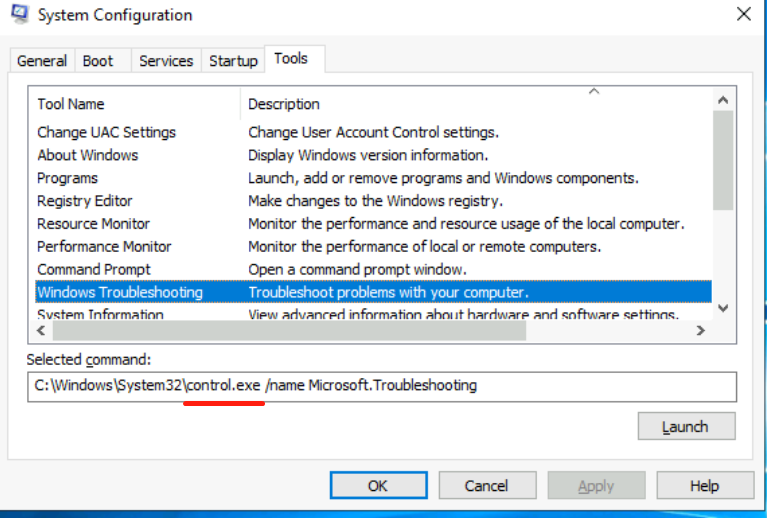 System Configuration
General Boot Services Startup Tools
Tool Name Description
Change UAC Settings Change User Account Control settings.
About Windows Display Windows version information.
Programs Launch, add or remove programs and Windows components.
Registry Editor Make changes to the Windows registry.
Resource Monitor Monitor the performance and resource usage of the local computer.
Performance Monitor Monitor the performance of local or remote computers.
Command Prompt Open a command prompt window.
Windows Troubleshooting Troubleshoot problems with your computer.
System Information View advanced information about hardware and software settings.
Selected command:
C:\Windows\System32\control.exe /name Microsoft.Troubleshooting
Launch
OK Cancel Apply Help